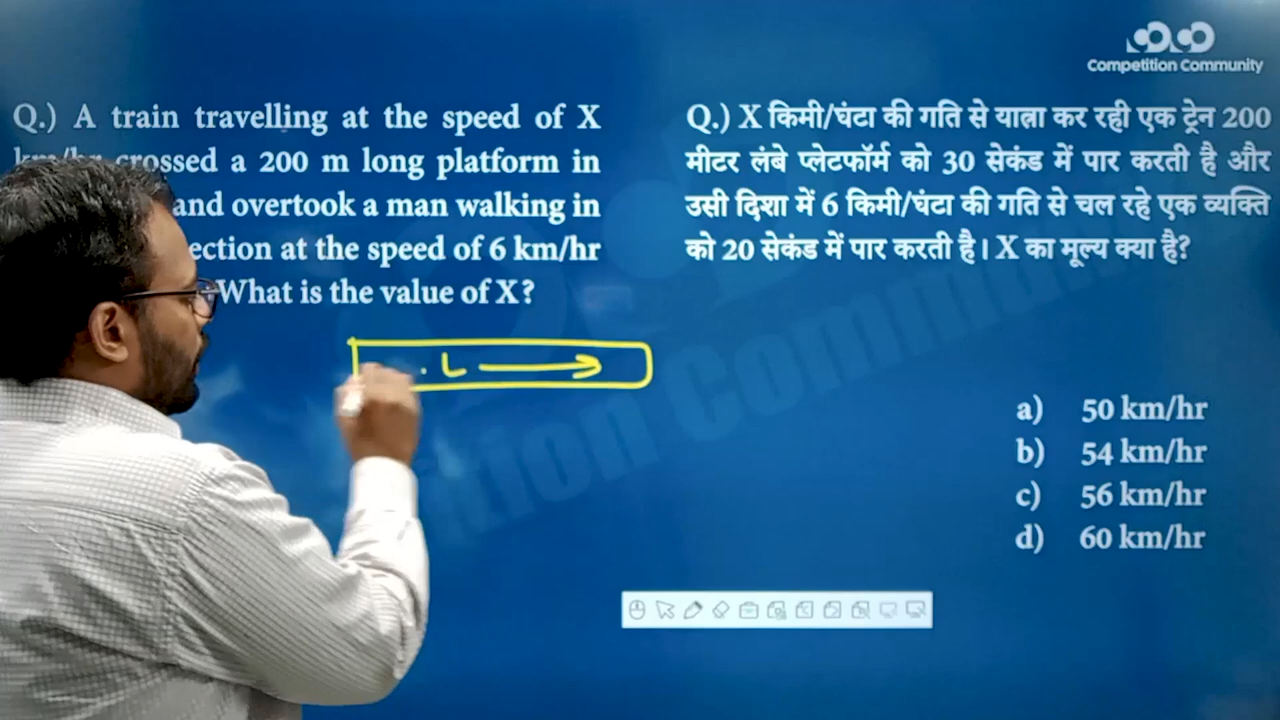 Competition Community
Q.) A train travelling at the speed of X
km/hr crossed a 200 m long platform in
and overtook a man walking in
ection at the speed of 6 km/hr
What is the value of X?
Q.) X किमी/घंटा की गति से यात्रा कर रही एक ट्रेन 200
मीटर लंबे प्लेटफॉर्म को 30 सेकंड में पार करती है और
उसी दिशा में 6 किमी/घंटा की गति से चल रहे एक व्यक्ति
को 20 सेकंड में पार करती है। X का मूल्य क्या है?
L
a) 50 km/hr
b) 54 km/hr
c) 56 km/hr
d) 60 km/hr